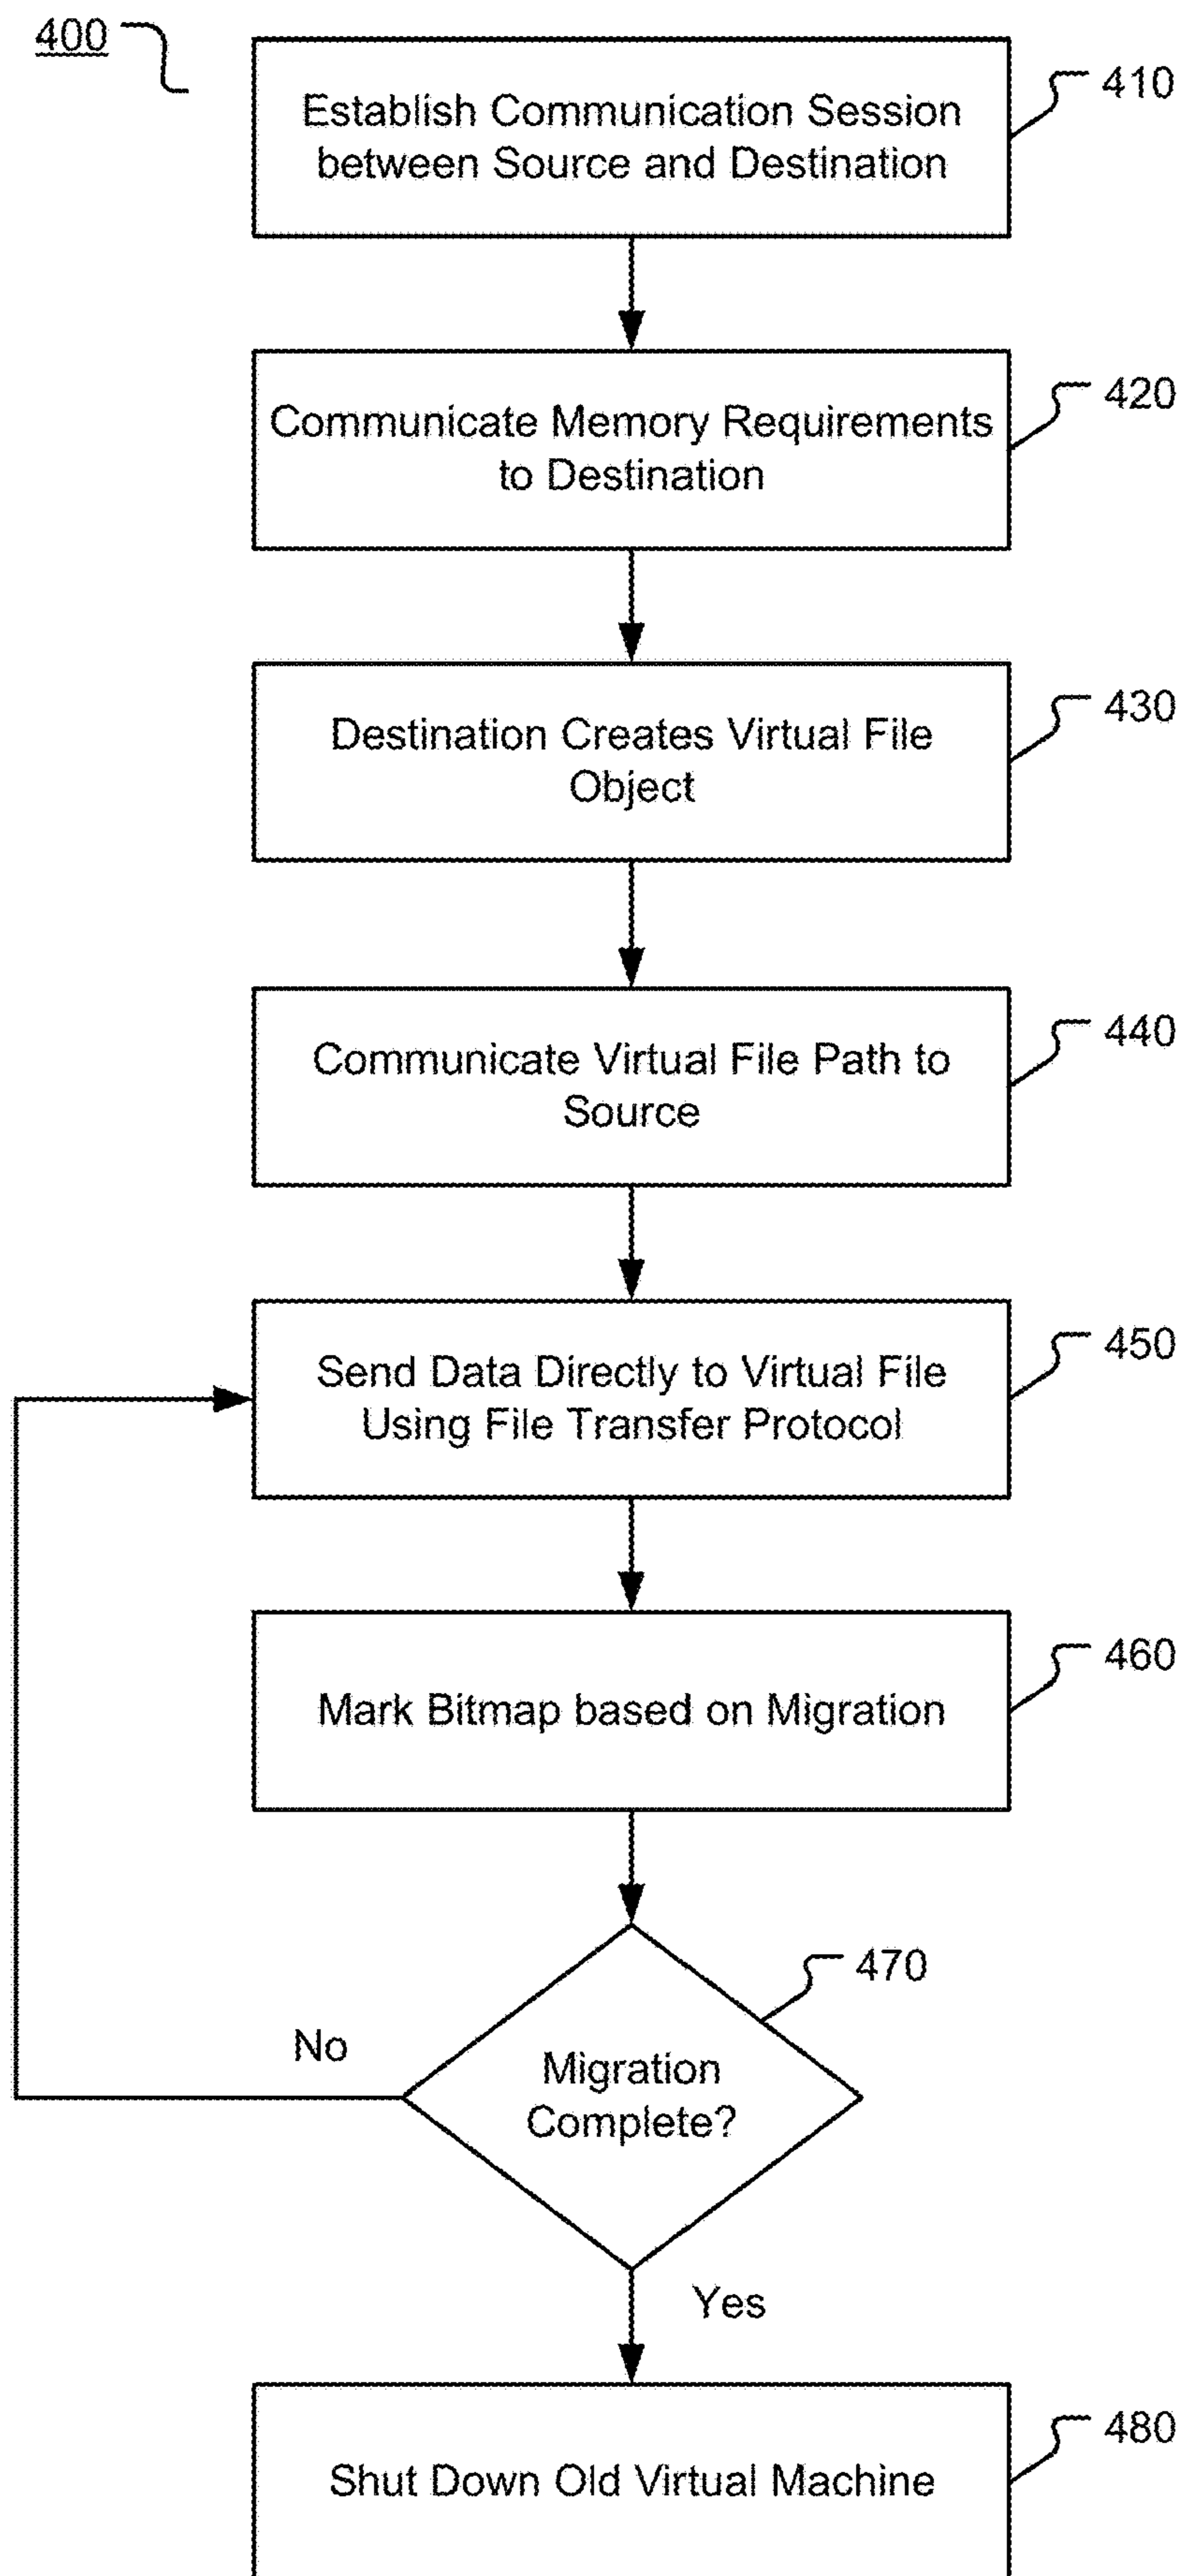 400
Establish Communication Session
between Source and Destination
410
Communicate Memory Requirements
to Destination
420
Destination Creates Virtual File
Object
430
Communicate Virtual File Path to
Source
440
Send Data Directly to Virtual File
Using File Transfer Protocol
450
Mark Bitmap based on Migration
460
470
No
Migration
Complete?
Yes
Shut Down Old Virtual Machine
480